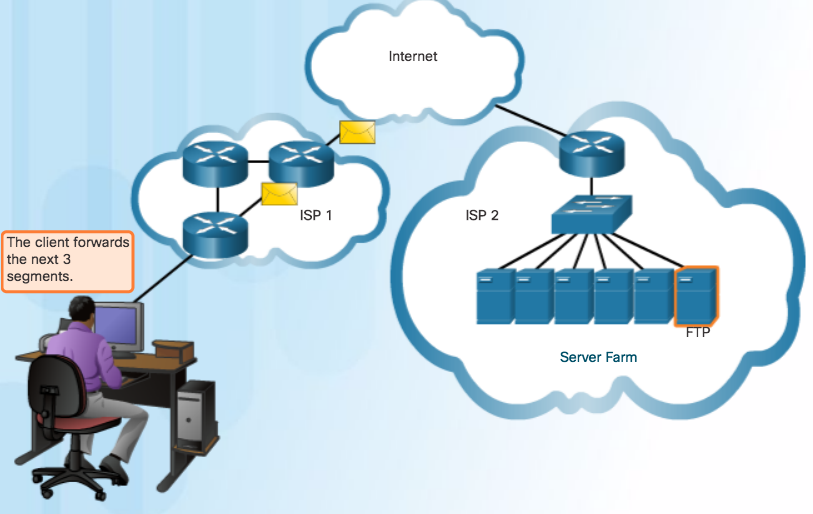 Internet
ISP 1
ISP 2
The client forwards
the next 3
segments.
FTP
Server Farm